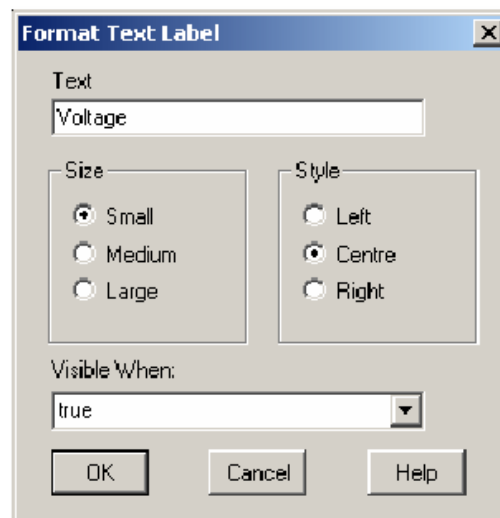 Format Text Label
Text
Voltage
Size
Style
Small
Left
Medium
Centre
Large
Right
Visible When:
true
OK
Cancel
Help